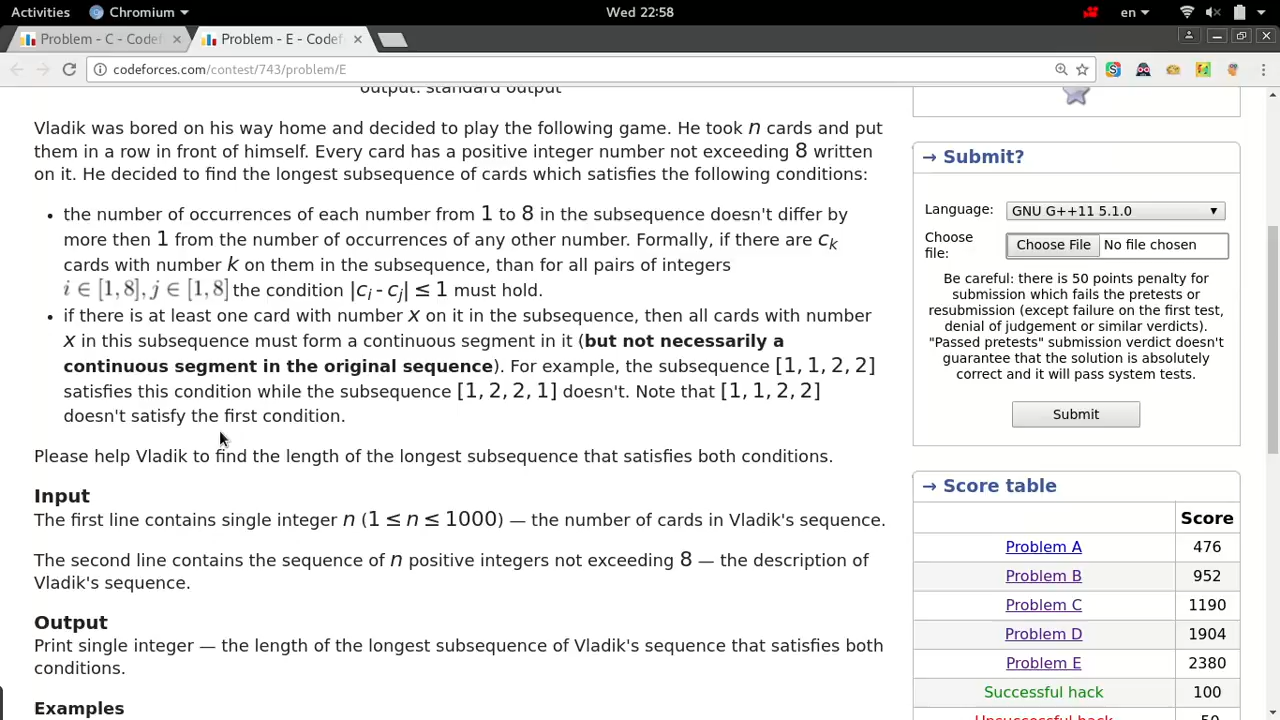 Activities Chromium Wed 22:58 en
Problem - C - Codef Problem - E - Codef
codeforces.com/contest/743/problem/E
output: standard output
Vladik was bored on his way home and decided to play the following game. He took n cards and put
them in a row in front of himself. Every card has a positive integer number not exceeding 8 written
on it. He decided to find the longest subsequence of cards which satisfies the following conditions:
• the number of occurrences of each number from 1 to 8 in the subsequence doesn't differ by
more then 1 from the number of occurrences of any other number. Formally, if there are ck
cards with number k on them in the subsequence, than for all pairs of integers
i ∈ [1, 8], j ∈ [1, 8] the condition |ci - cj| ≤ 1 must hold.
• if there is at least one card with number x on it in the subsequence, then all cards with number
x in this subsequence must form a continuous segment in it (but not necessarily a
continuous segment in the original sequence). For example, the subsequence [1, 1, 2, 2]
satisfies this condition while the subsequence [1, 2, 2, 1] doesn't. Note that [1, 1, 2, 2]
doesn't satisfy the first condition.
Please help Vladik to find the length of the longest subsequence that satisfies both conditions.
Input
The first line contains single integer n (1 ≤ n ≤ 1000) — the number of cards in Vladik's sequence.
The second line contains the sequence of n positive integers not exceeding 8 — the description of
Vladik's sequence.
Output
Print single integer — the length of the longest subsequence of Vladik's sequence that satisfies both
conditions.
Examples
→ Submit?
Language: GNU G++11 5.1.0
Choose
file: Choose File No file chosen
Be careful: there is 50 points penalty for
submission which fails the pretests or
resubmission (except failure on the first test,
denial of judgement or similar verdicts).
"Passed pretests" submission verdict doesn't
guarantee that the solution is absolutely
correct and it will pass system tests.
Submit
→ Score table
Score
Problem A 476
Problem B 952
Problem C 1190
Problem D 1904
Problem E 2380
Successful hack 100
Unsuccessful hack -50